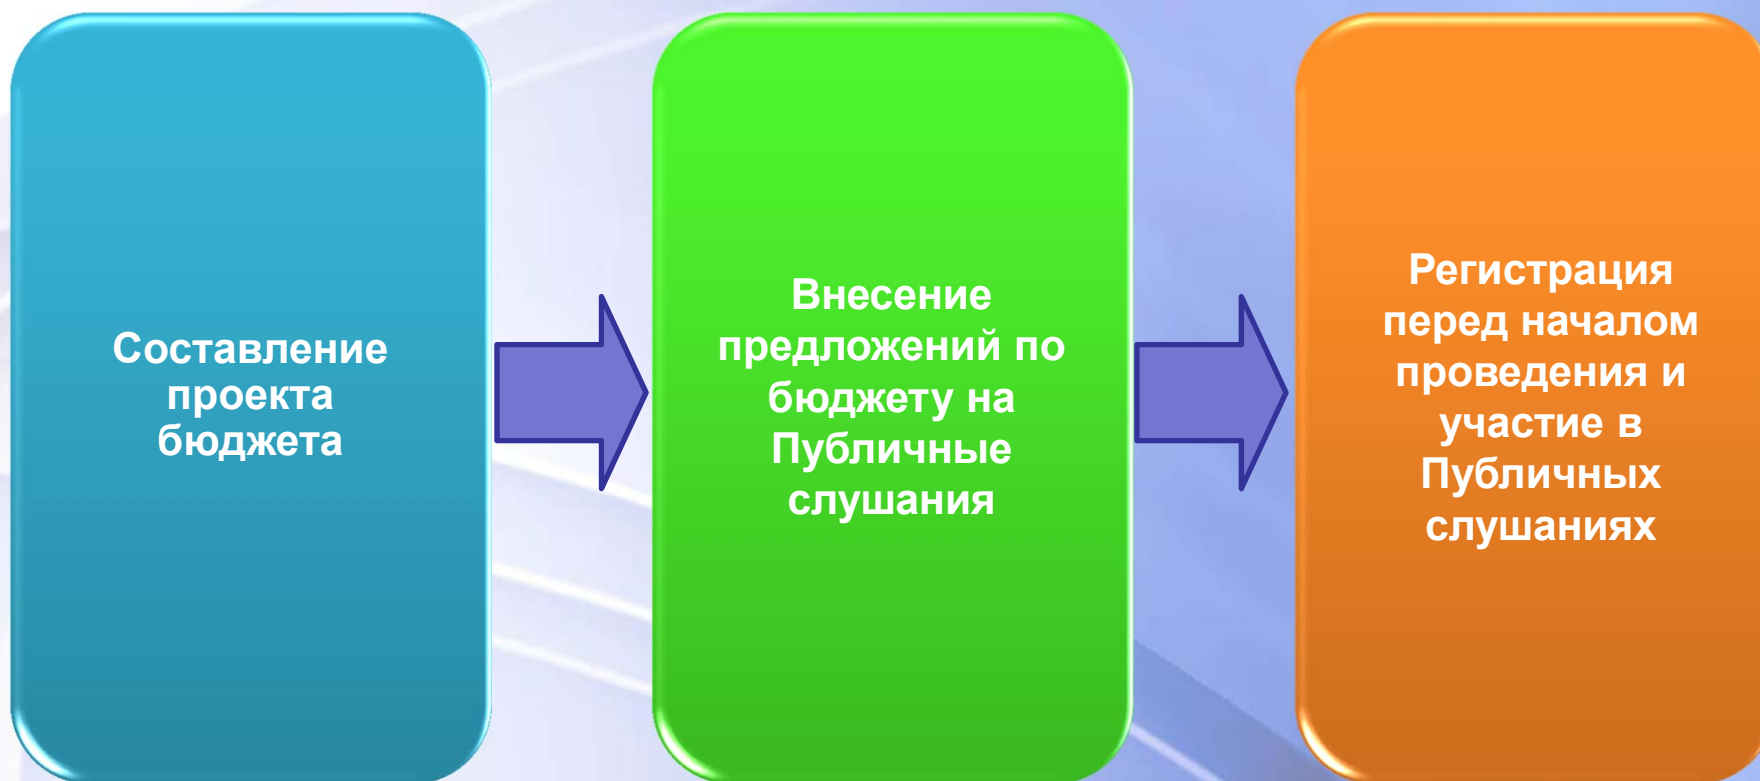 Составление
проекта
бюджета
Внесение
предложений по
бюджету на
Публичные
слушания
Регистрация
перед началом
проведения и
участие в
Публичных
слушаниях